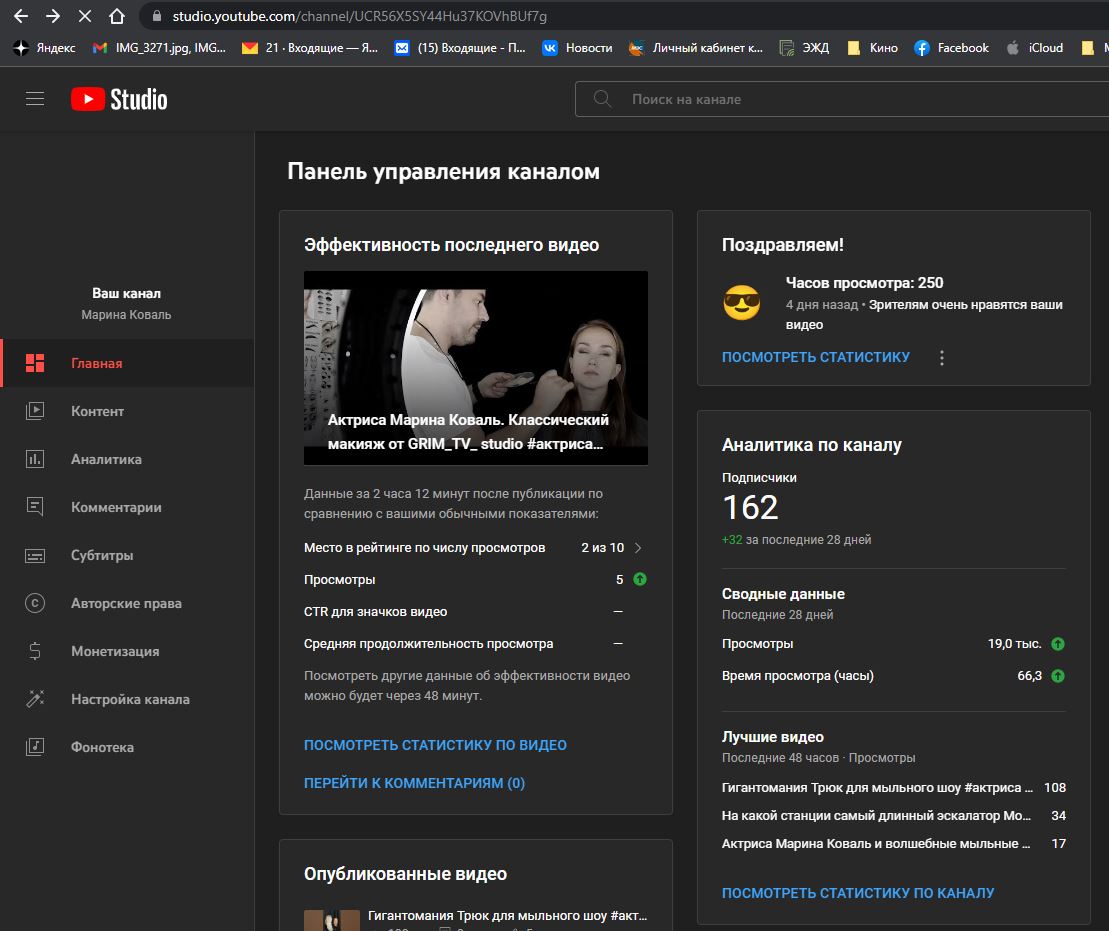 studio.youtube.com/channel/UCR56X5SY44Hu37KOVhBUf7g
Яндекс
IMG_3271.jpg, IMG...
21 · Входящие — Я...
(15) Входящие - П...
Новости
Личный кабинет к...
ЭЖД
Кино
Facebook
iCloud
Studio
Поиск на канале
Ваш канал
Марина Коваль
Главная
Контент
Аналитика
Комментарии
Субтитры
Авторские права
Монетизация
Настройка канала
Фонотека
Панель управления каналом
Эффективность последнего видео
Актриса Марина Коваль. Классический
макияж от GRIM_TV_ studio #актриса...
Данные за 2 часа 12 минут после публикации по
сравнению с вашими обычными показателями:
Место в рейтинге по числу просмотров 2 из 10
Просмотры 5
CTR для значков видео —
Средняя продолжительность просмотра —
Посмотреть другие данные об эффективности видео
можно будет через 48 минут.
ПОСМОТРЕТЬ СТАТИСТИКУ ПО ВИДЕО
ПЕРЕЙТИ К КОММЕНТАРИЯМ (0)
Опубликованные видео
Гигантомания Трюк для мыльного шоу #акт...
Поздравляем!
Часов просмотра: 250
4 дня назад • Зрителям очень нравятся ваши
видео
ПОСМОТРЕТЬ СТАТИСТИКУ
Аналитика по каналу
Подписчики
162
+32 за последние 28 дней
Сводные данные
Последние 28 дней
Просмотры 19,0 тыс.
Время просмотра (часы) 66,3
Лучшие видео
Последние 48 часов · Просмотры
Гигантомания Трюк для мыльного шоу #актриса ... 108
На какой станции самый длинный эскалатор Мо... 34
Актриса Марина Коваль и волшебные мыльные ... 17
ПОСМОТРЕТЬ СТАТИСТИКУ ПО КАНАЛУ